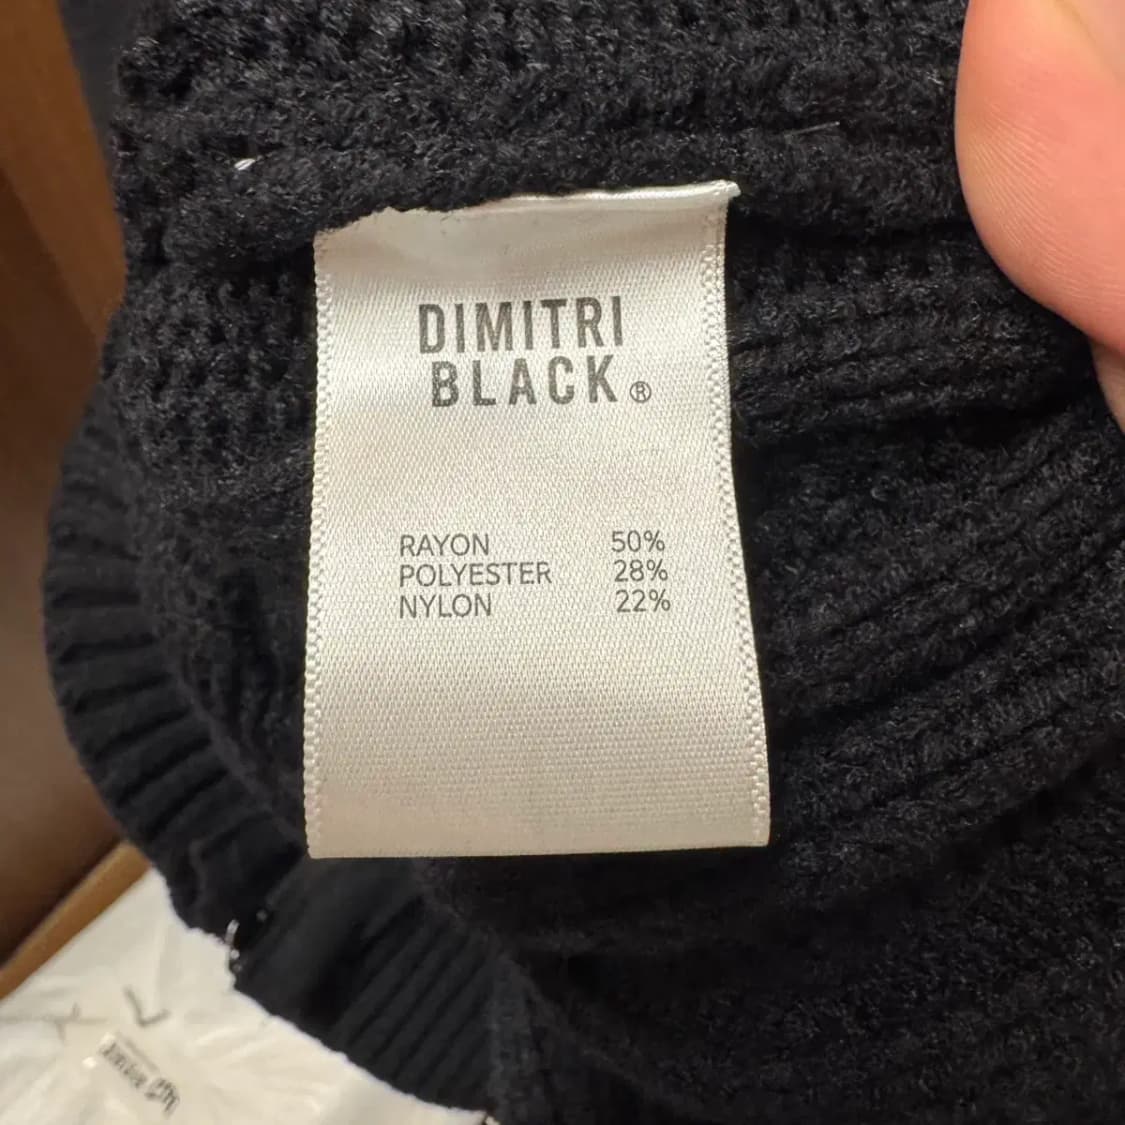 DIMITRI
BLACK®
RAYON 50%
POLYESTER 28%
NYLON 22%